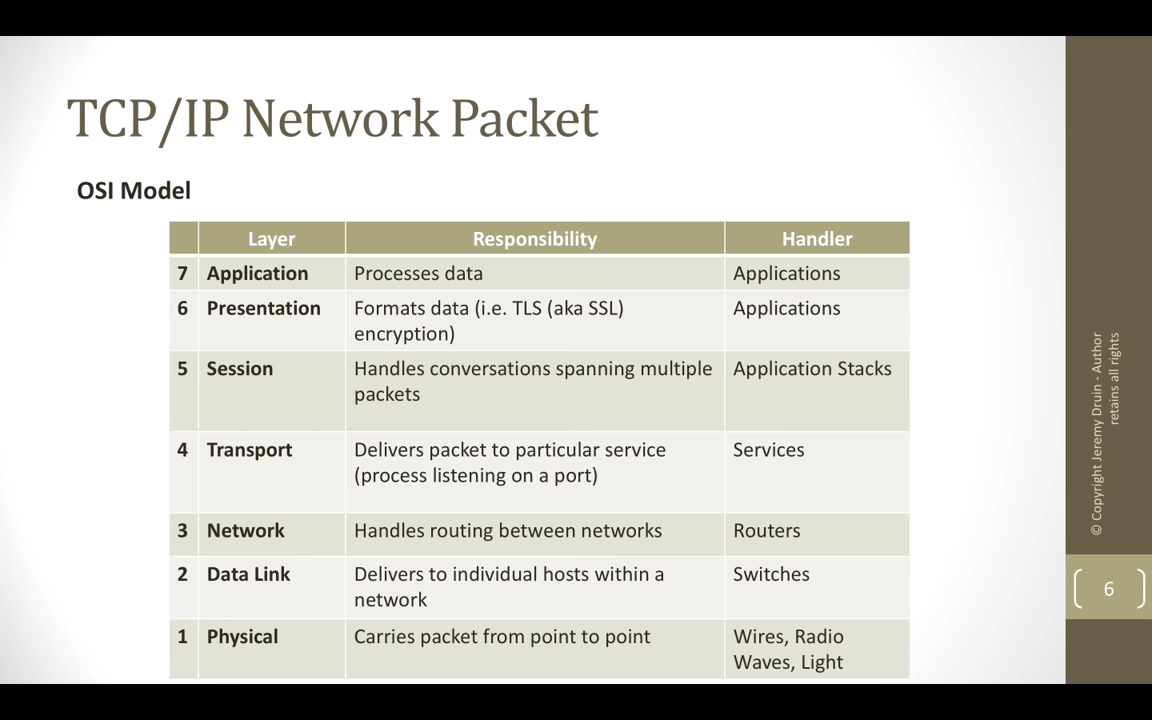 TCP/IP Network Packet
OSI Model
Layer Responsibility Handler
7 Application Processes data Applications
6 Presentation Formats data (i.e. TLS (aka SSL) Applications
encryption)
5 Session Handles conversations spanning multiple Application Stacks
packets
4 Transport Delivers packet to particular service Services
(process listening on a port)
3 Network Handles routing between networks Routers
2 Data Link Delivers to individual hosts within a Switches
network
1 Physical Carries packet from point to point Wires, Radio
Waves, Light
© Copyright Jeremy Druin - Author
retains all rights
6